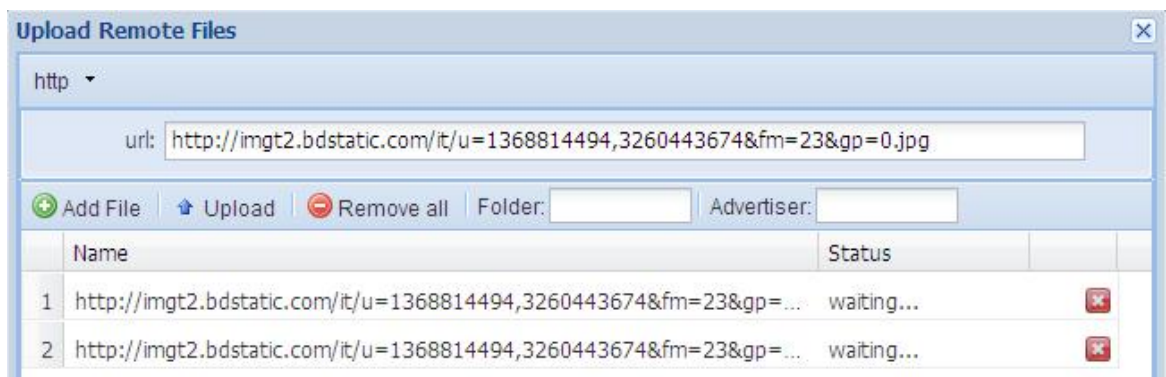 Upload Remote Files
http
url: http://imgt2.bdstatic.com/it/u=1368814494,3260443674&fm=23&gp=0.jpg
Add File Upload Remove all Folder: Advertiser:
Name Status
1 http://imgt2.bdstatic.com/it/u=1368814494,3260443674&fm=23&gp=... waiting...
2 http://imgt2.bdstatic.com/it/u=1368814494,3260443674&fm=23&gp=... waiting...